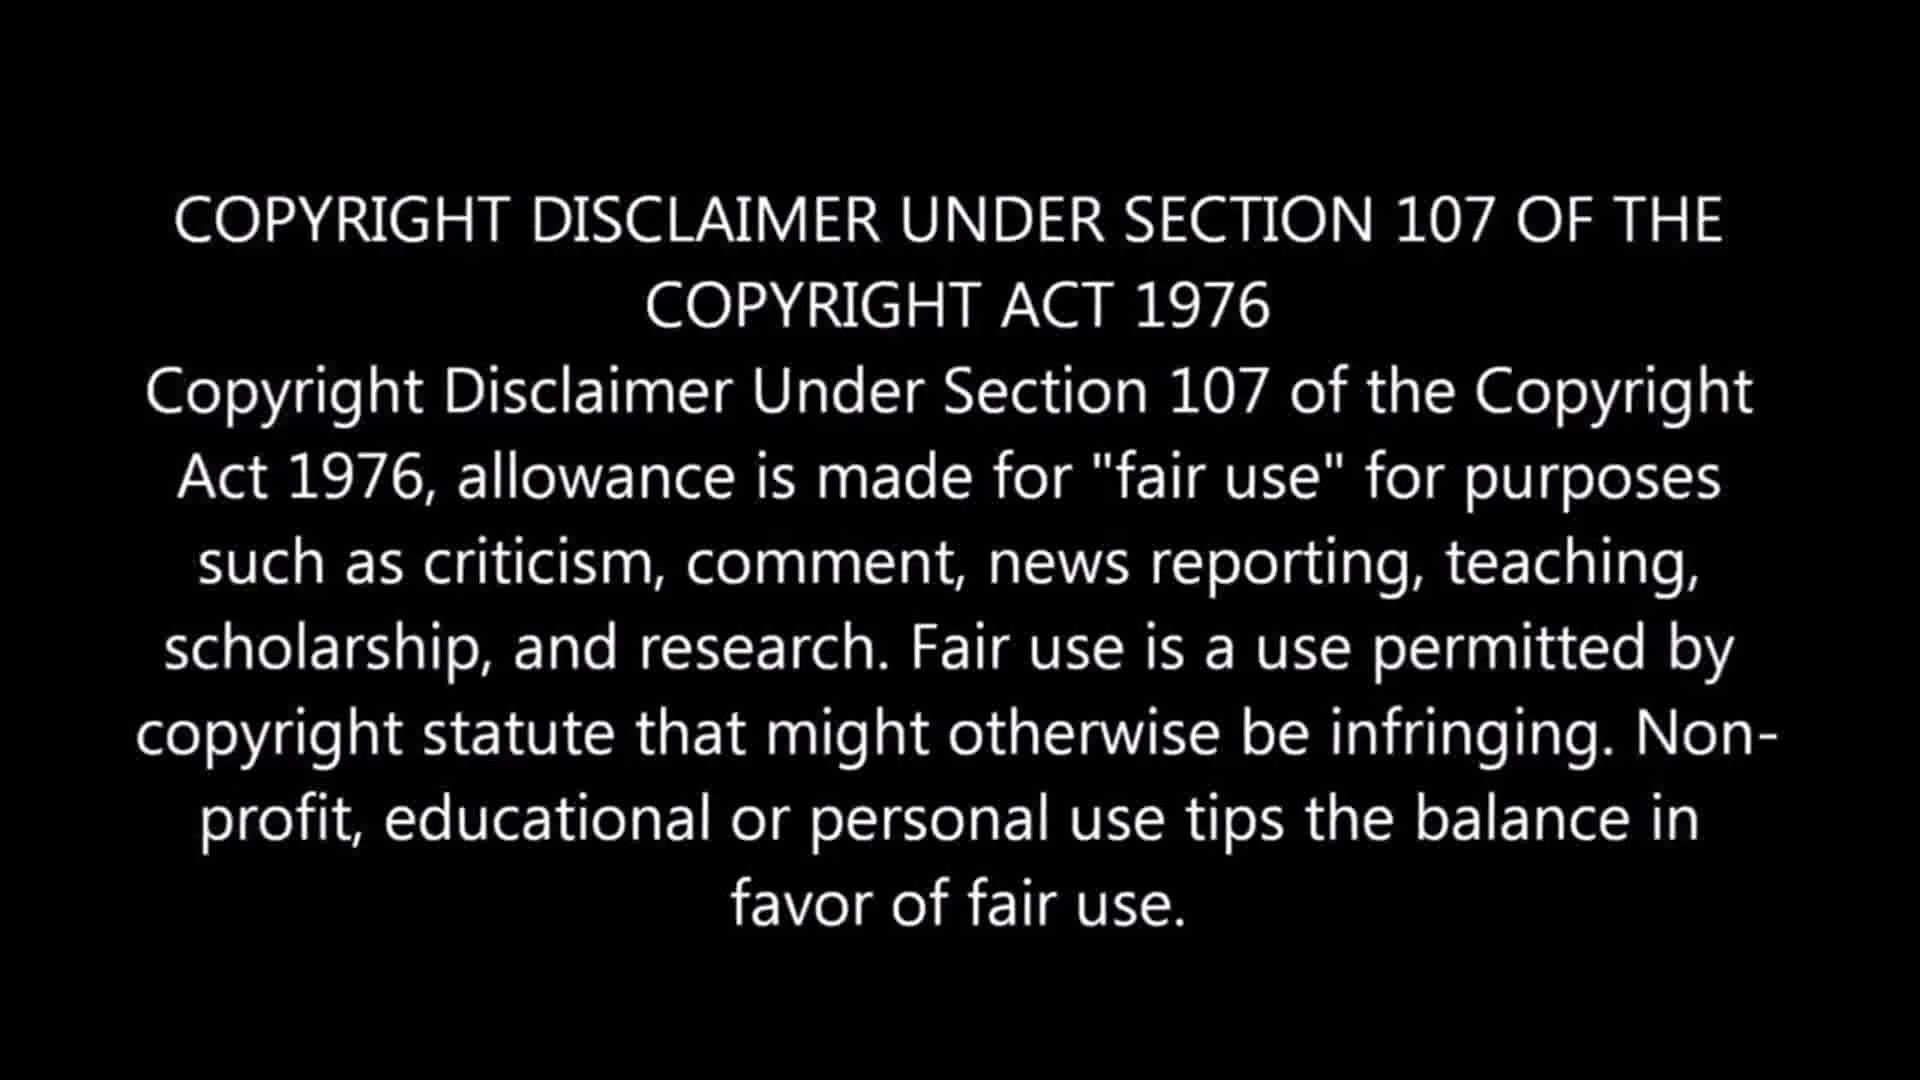 COPYRIGHT DISCLAIMER UNDER SECTION 107 OF THE
COPYRIGHT ACT 1976
Copyright Disclaimer Under Section 107 of the Copyright
Act 1976, allowance is made for "fair use" for purposes
such as criticism, comment, news reporting, teaching,
scholarship, and research. Fair use is a use permitted by
copyright statute that might otherwise be infringing. Non-
profit, educational or personal use tips the balance in
favor of fair use.